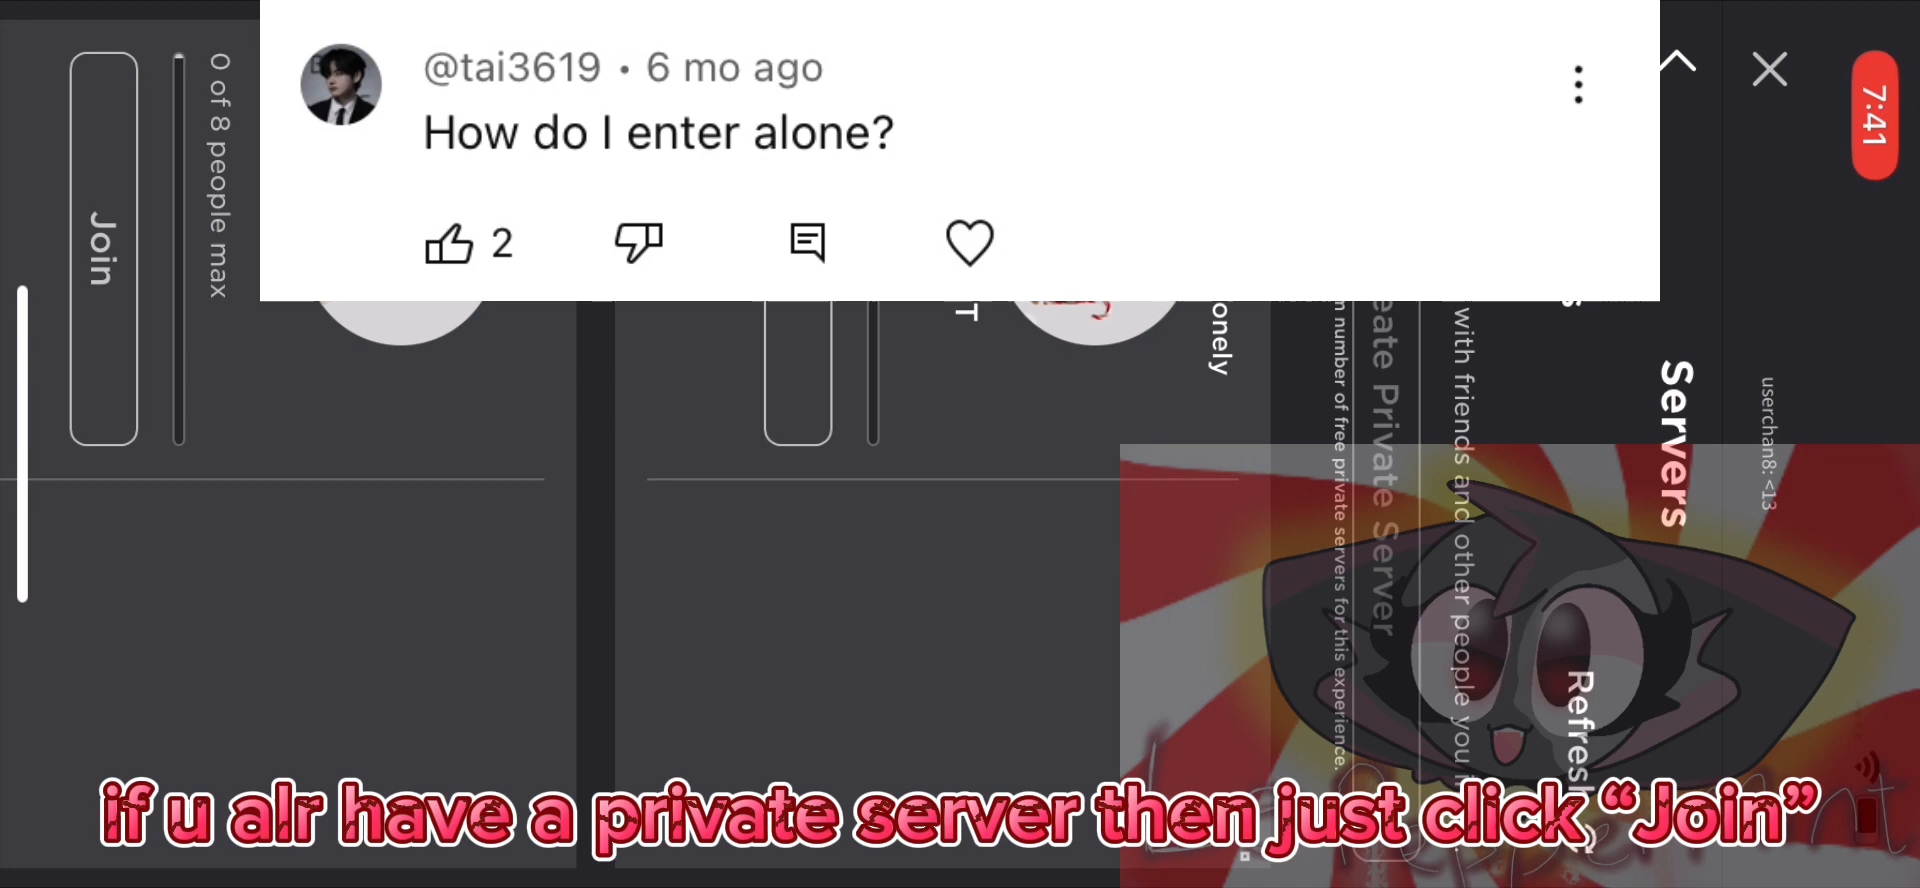 @tai3619 • 6 mo ago
How do I enter alone?
2
7:41
userchan8: <13
Servers
Refresh
with friends and other people you
eate Private Server
number of free private servers for this experience.
onely
T
0 of 8 people max
Join
if u alr have a private server then just click “Join”